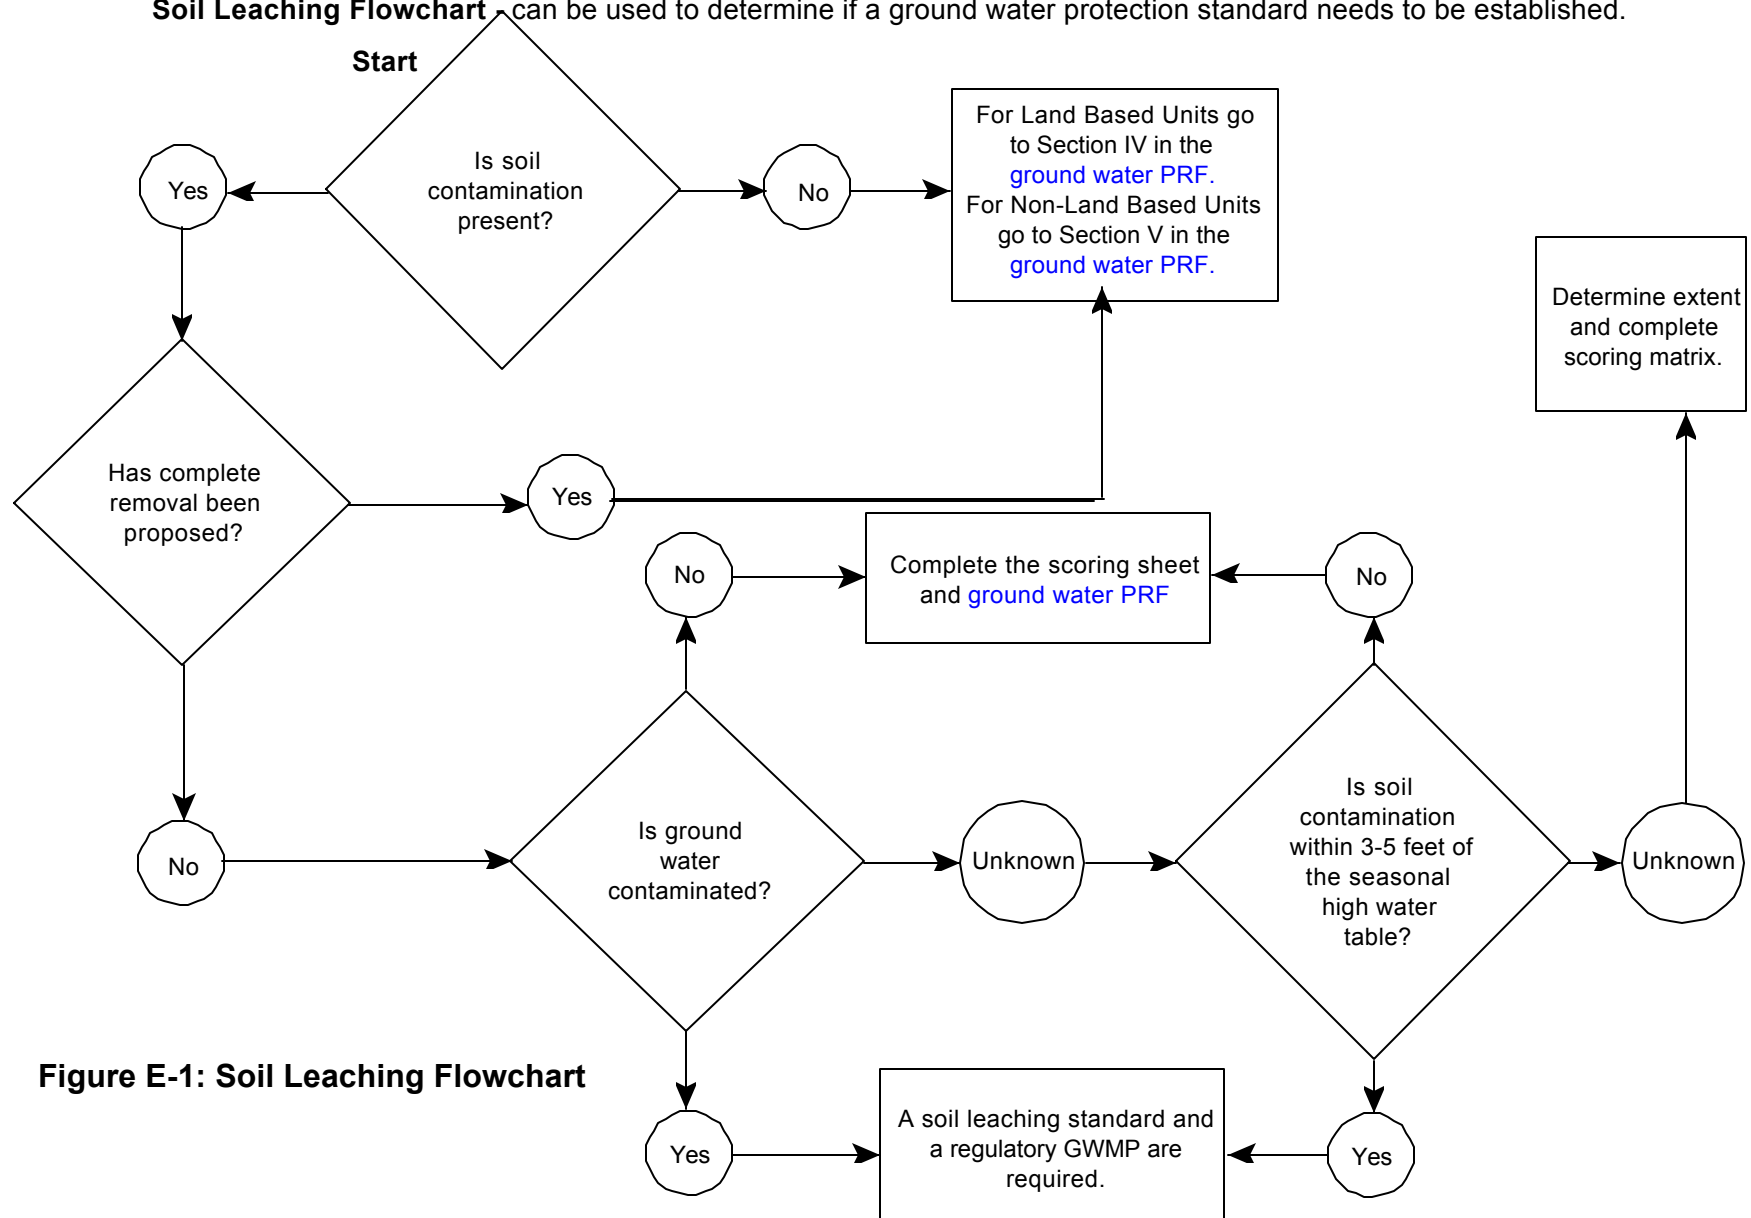 Soil Leaching Flowchart - can be used to determine if a ground water protection standard needs to be established.
Start
Is soil
contamination
present?
Yes
No
For Land Based Units go
to Section IV in the
ground water PRF.
For Non-Land Based Units
go to Section V in the
ground water PRF.
Determine extent
and complete
scoring matrix.
Has complete
removal been
proposed?
Yes
No
Complete the scoring sheet
and ground water PRF
No
Is ground
water
contaminated?
Unknown
Is soil
contamination
within 3-5 feet of
the seasonal
high water
table?
Unknown
No
Figure E-1: Soil Leaching Flowchart
Yes
A soil leaching standard and
a regulatory GWMP are
required.
Yes